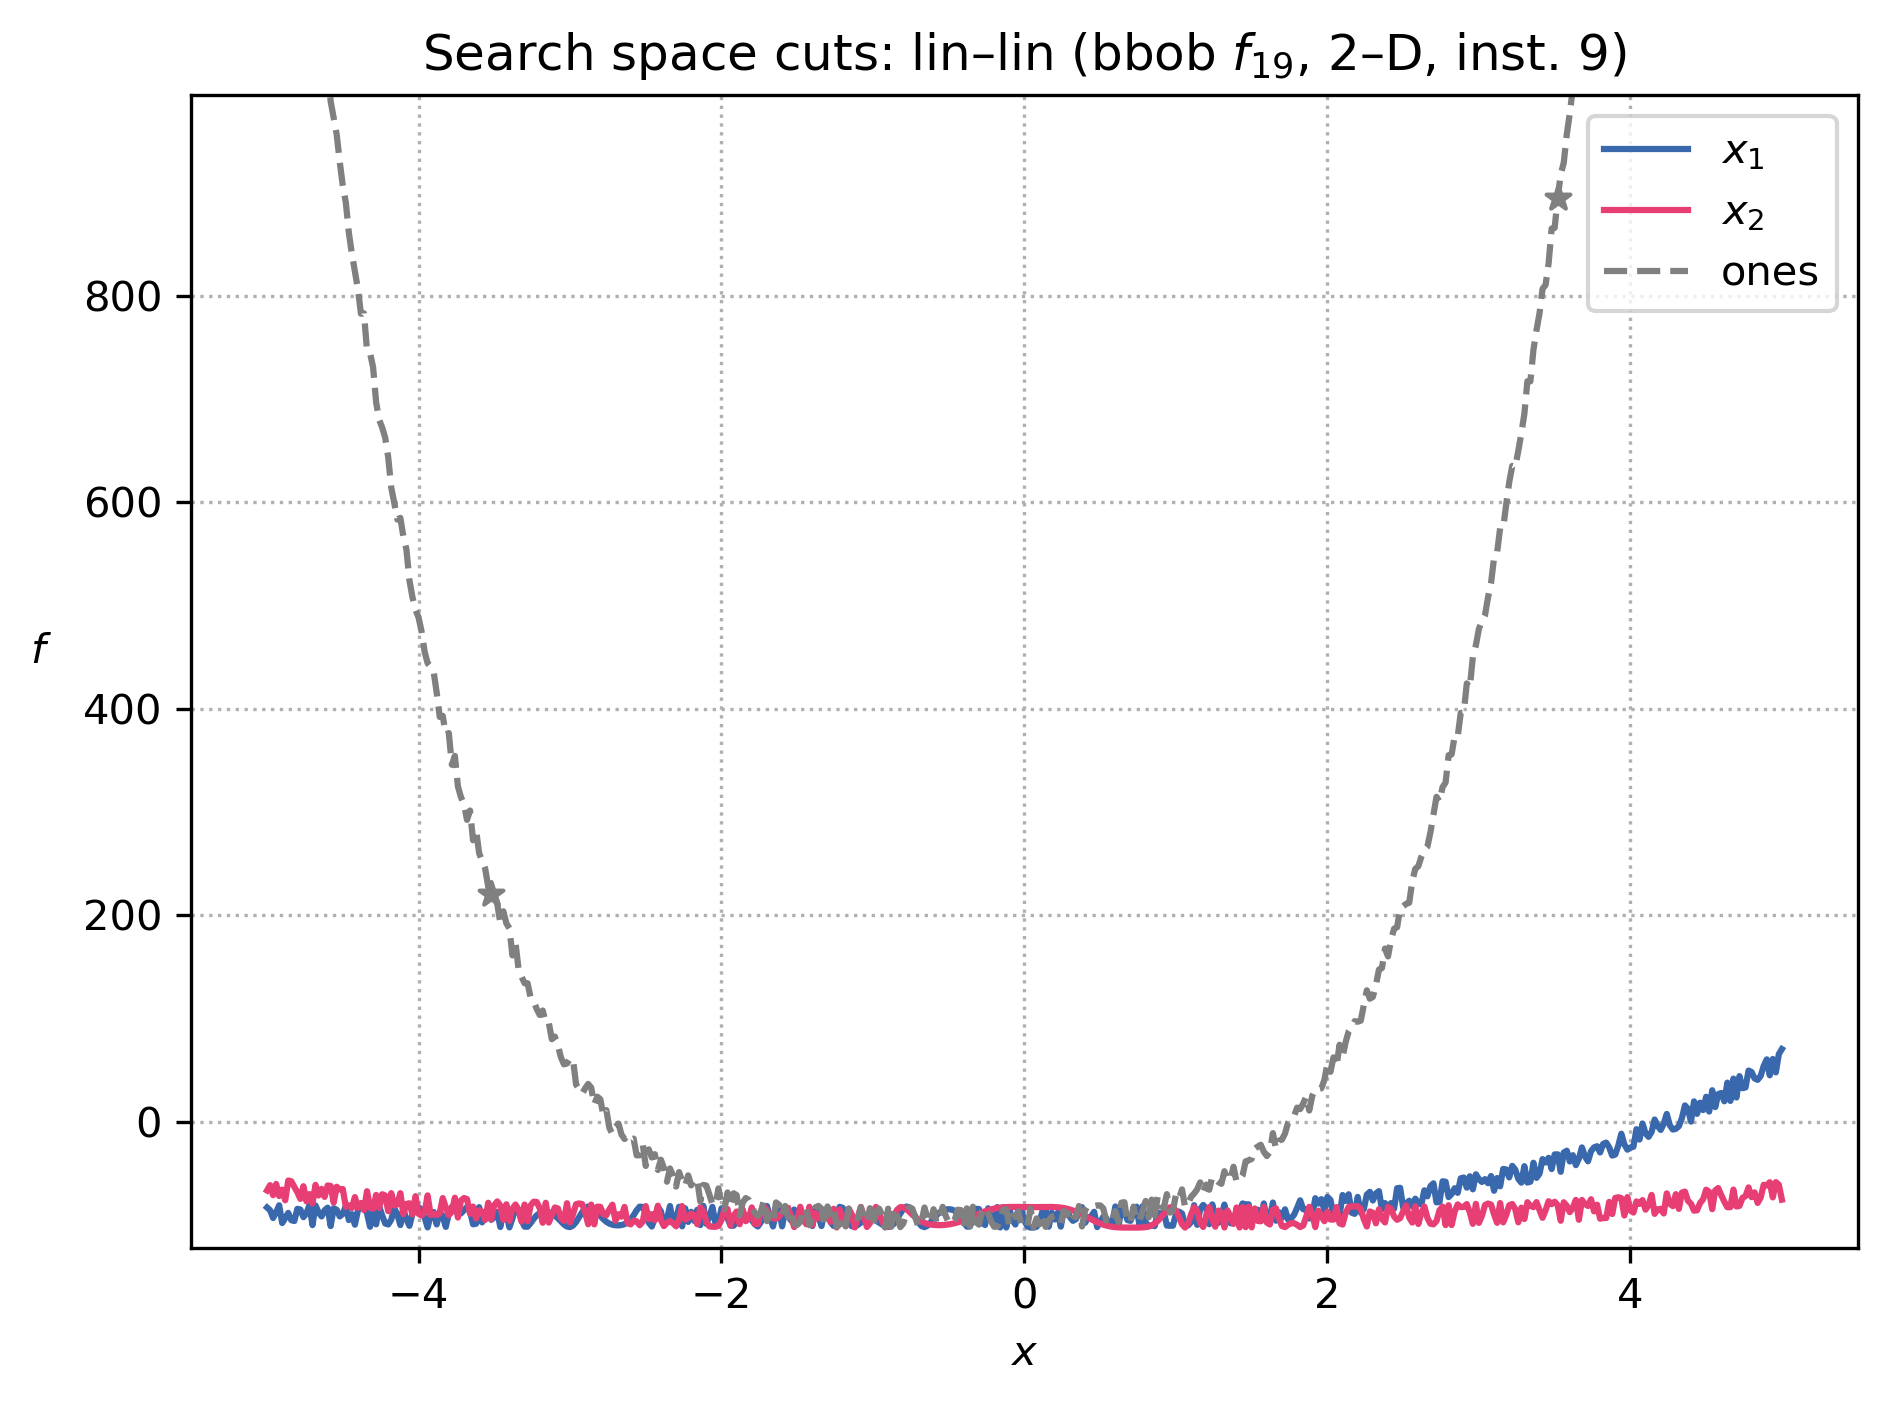 Search space cuts: lin–lin (bbob f₁₉, 2–D, inst. 9)
x₁
x₂
ones
800
600
400
200
0
f
−4
−2
0
2
4
x